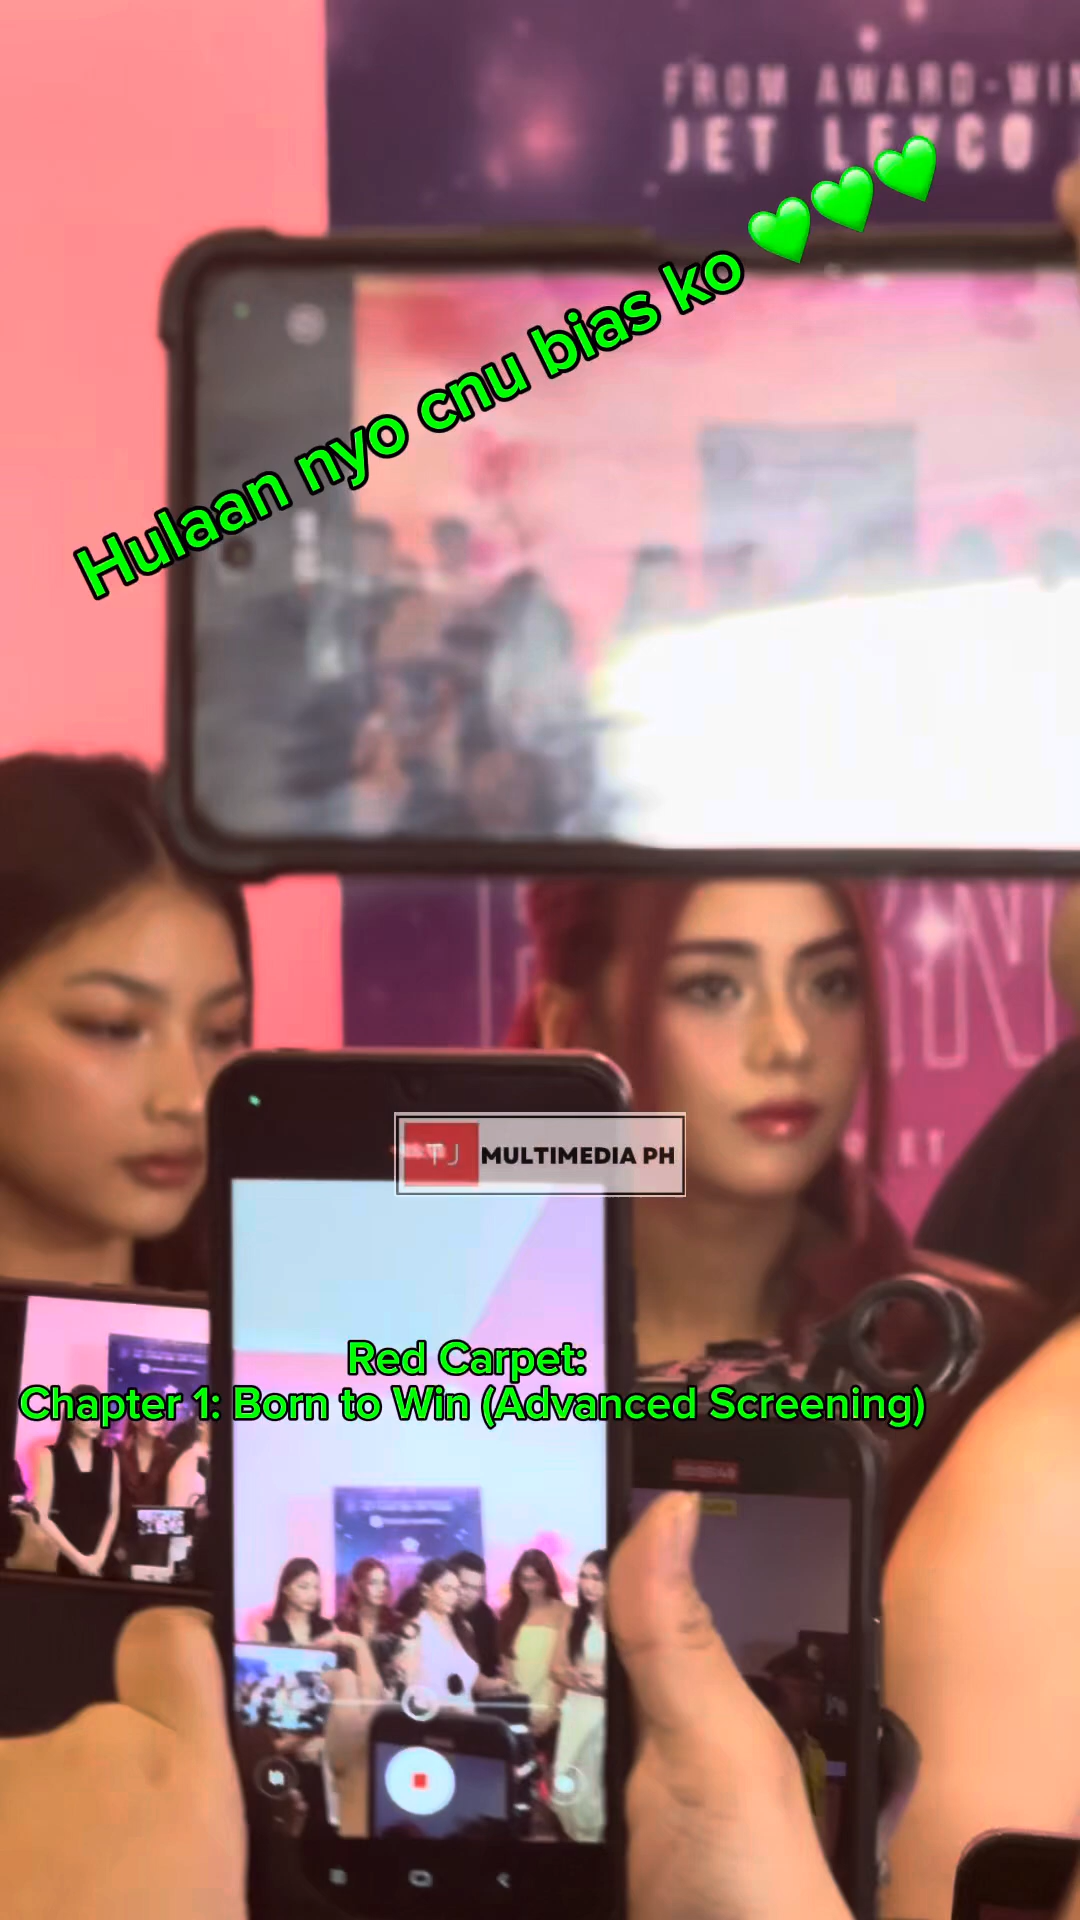 FROM AWARD-WIN
JET LEYCO
Hulaan nyo cnu bias ko 💚💚💚
TJ MULTIMEDIA PH
Red Carpet:
Chapter 1: Born to Win (Advanced Screening)